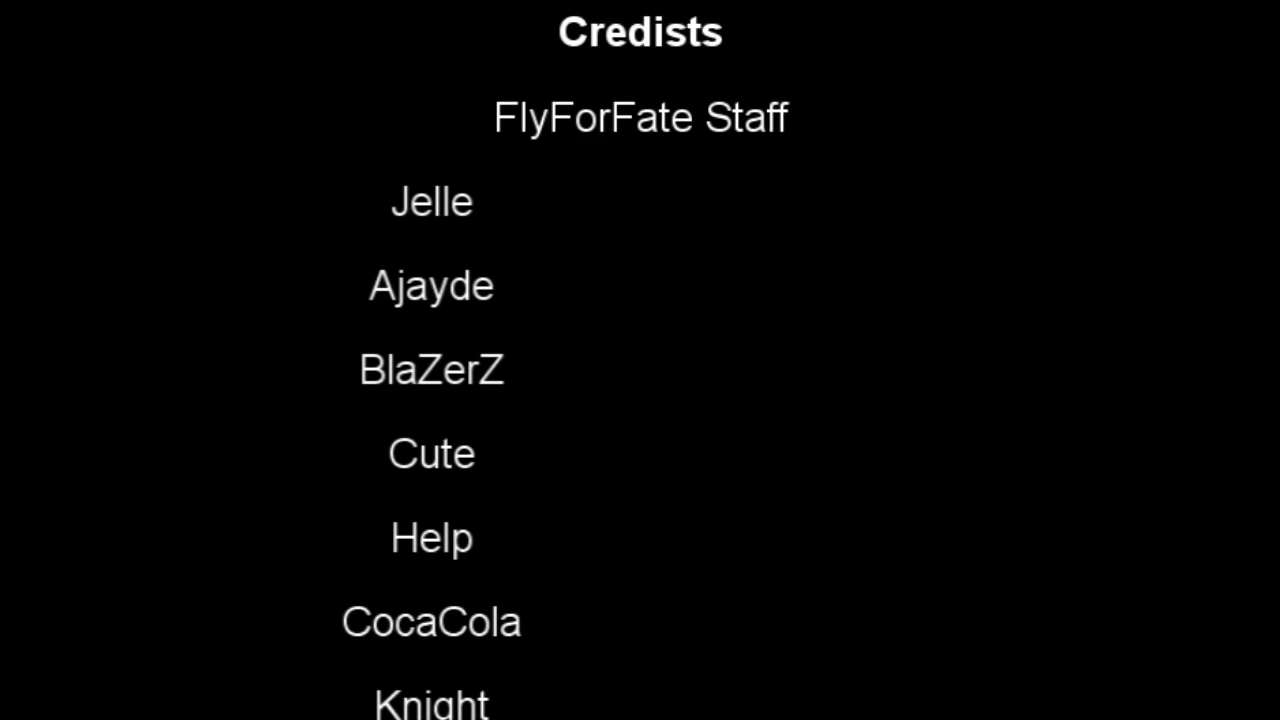 Credists
FlyForFate Staff
Jelle
Ajayde
BlaZerZ
Cute
Help
CocaCola
Knight